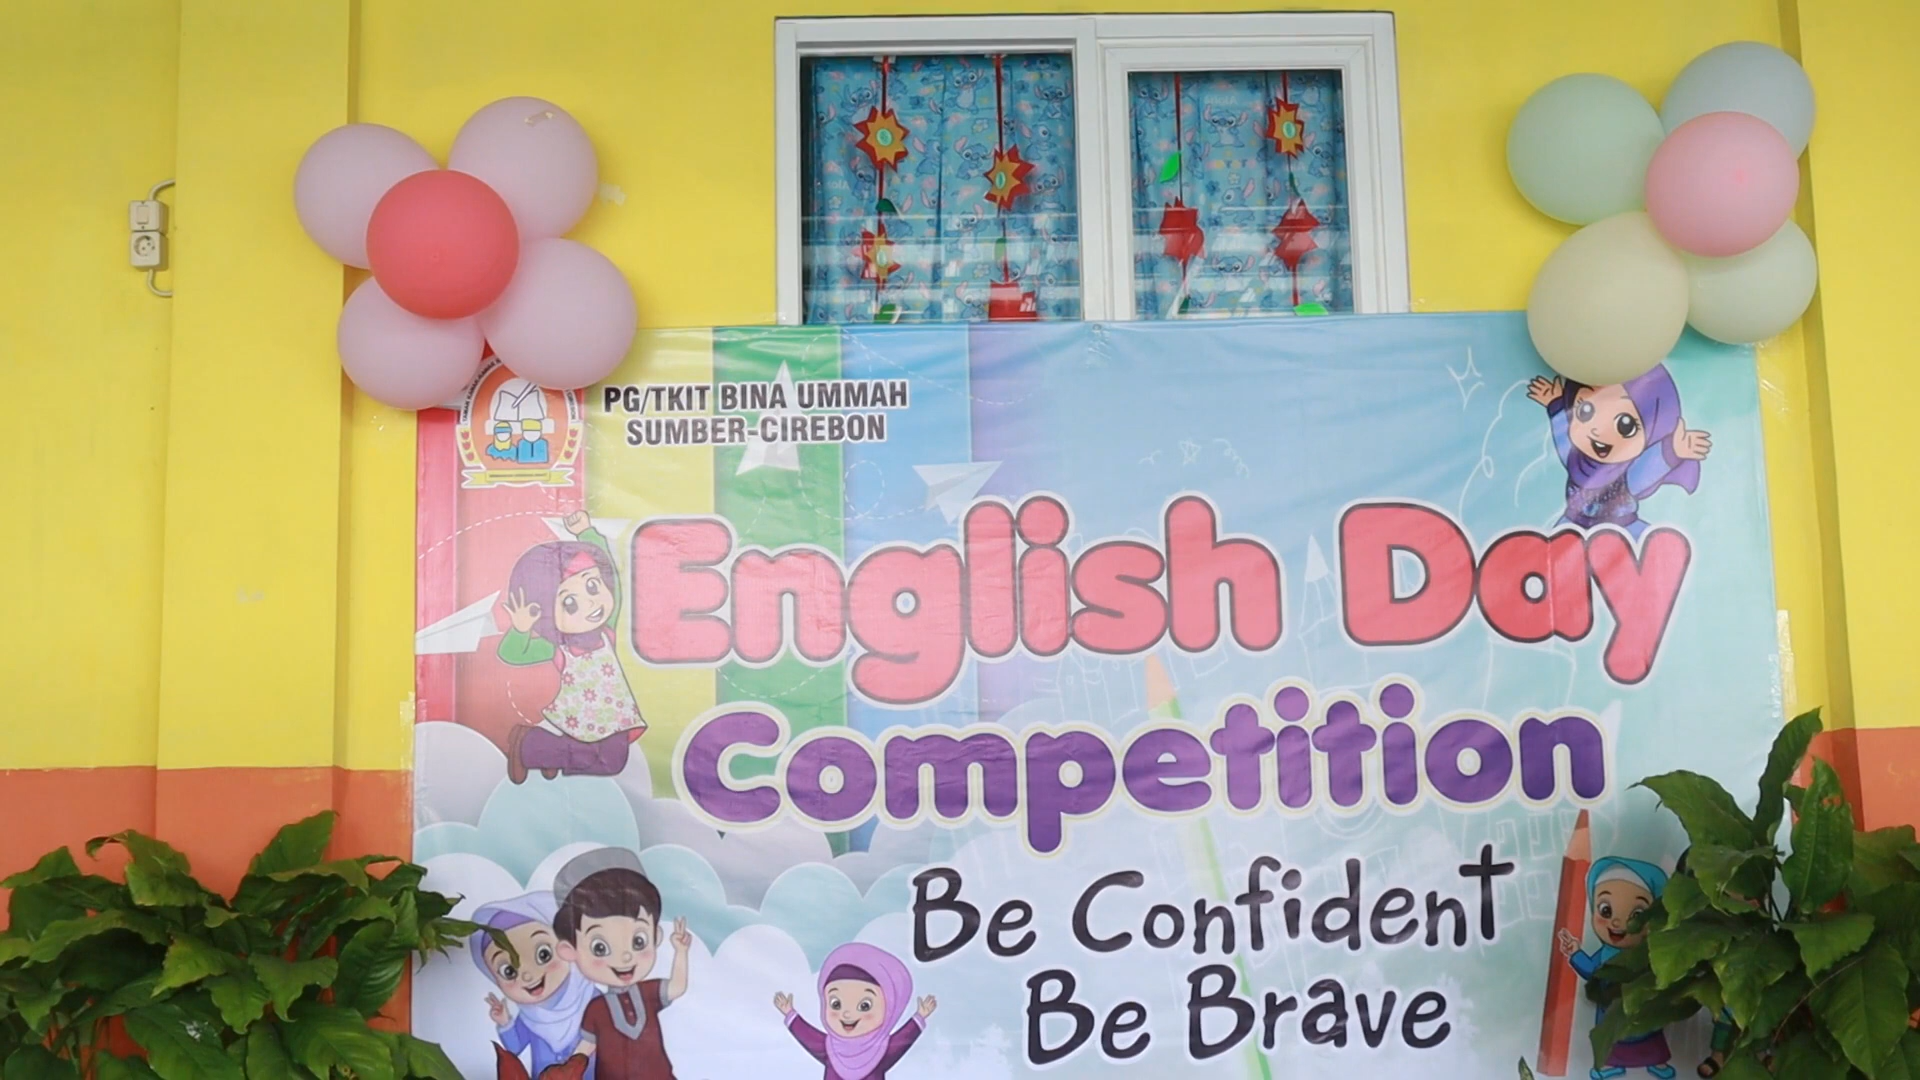 PG/TKIT BINA UMMAH
SUMBER-CIREBON
English Day
Competition
Be Confident
Be Brave